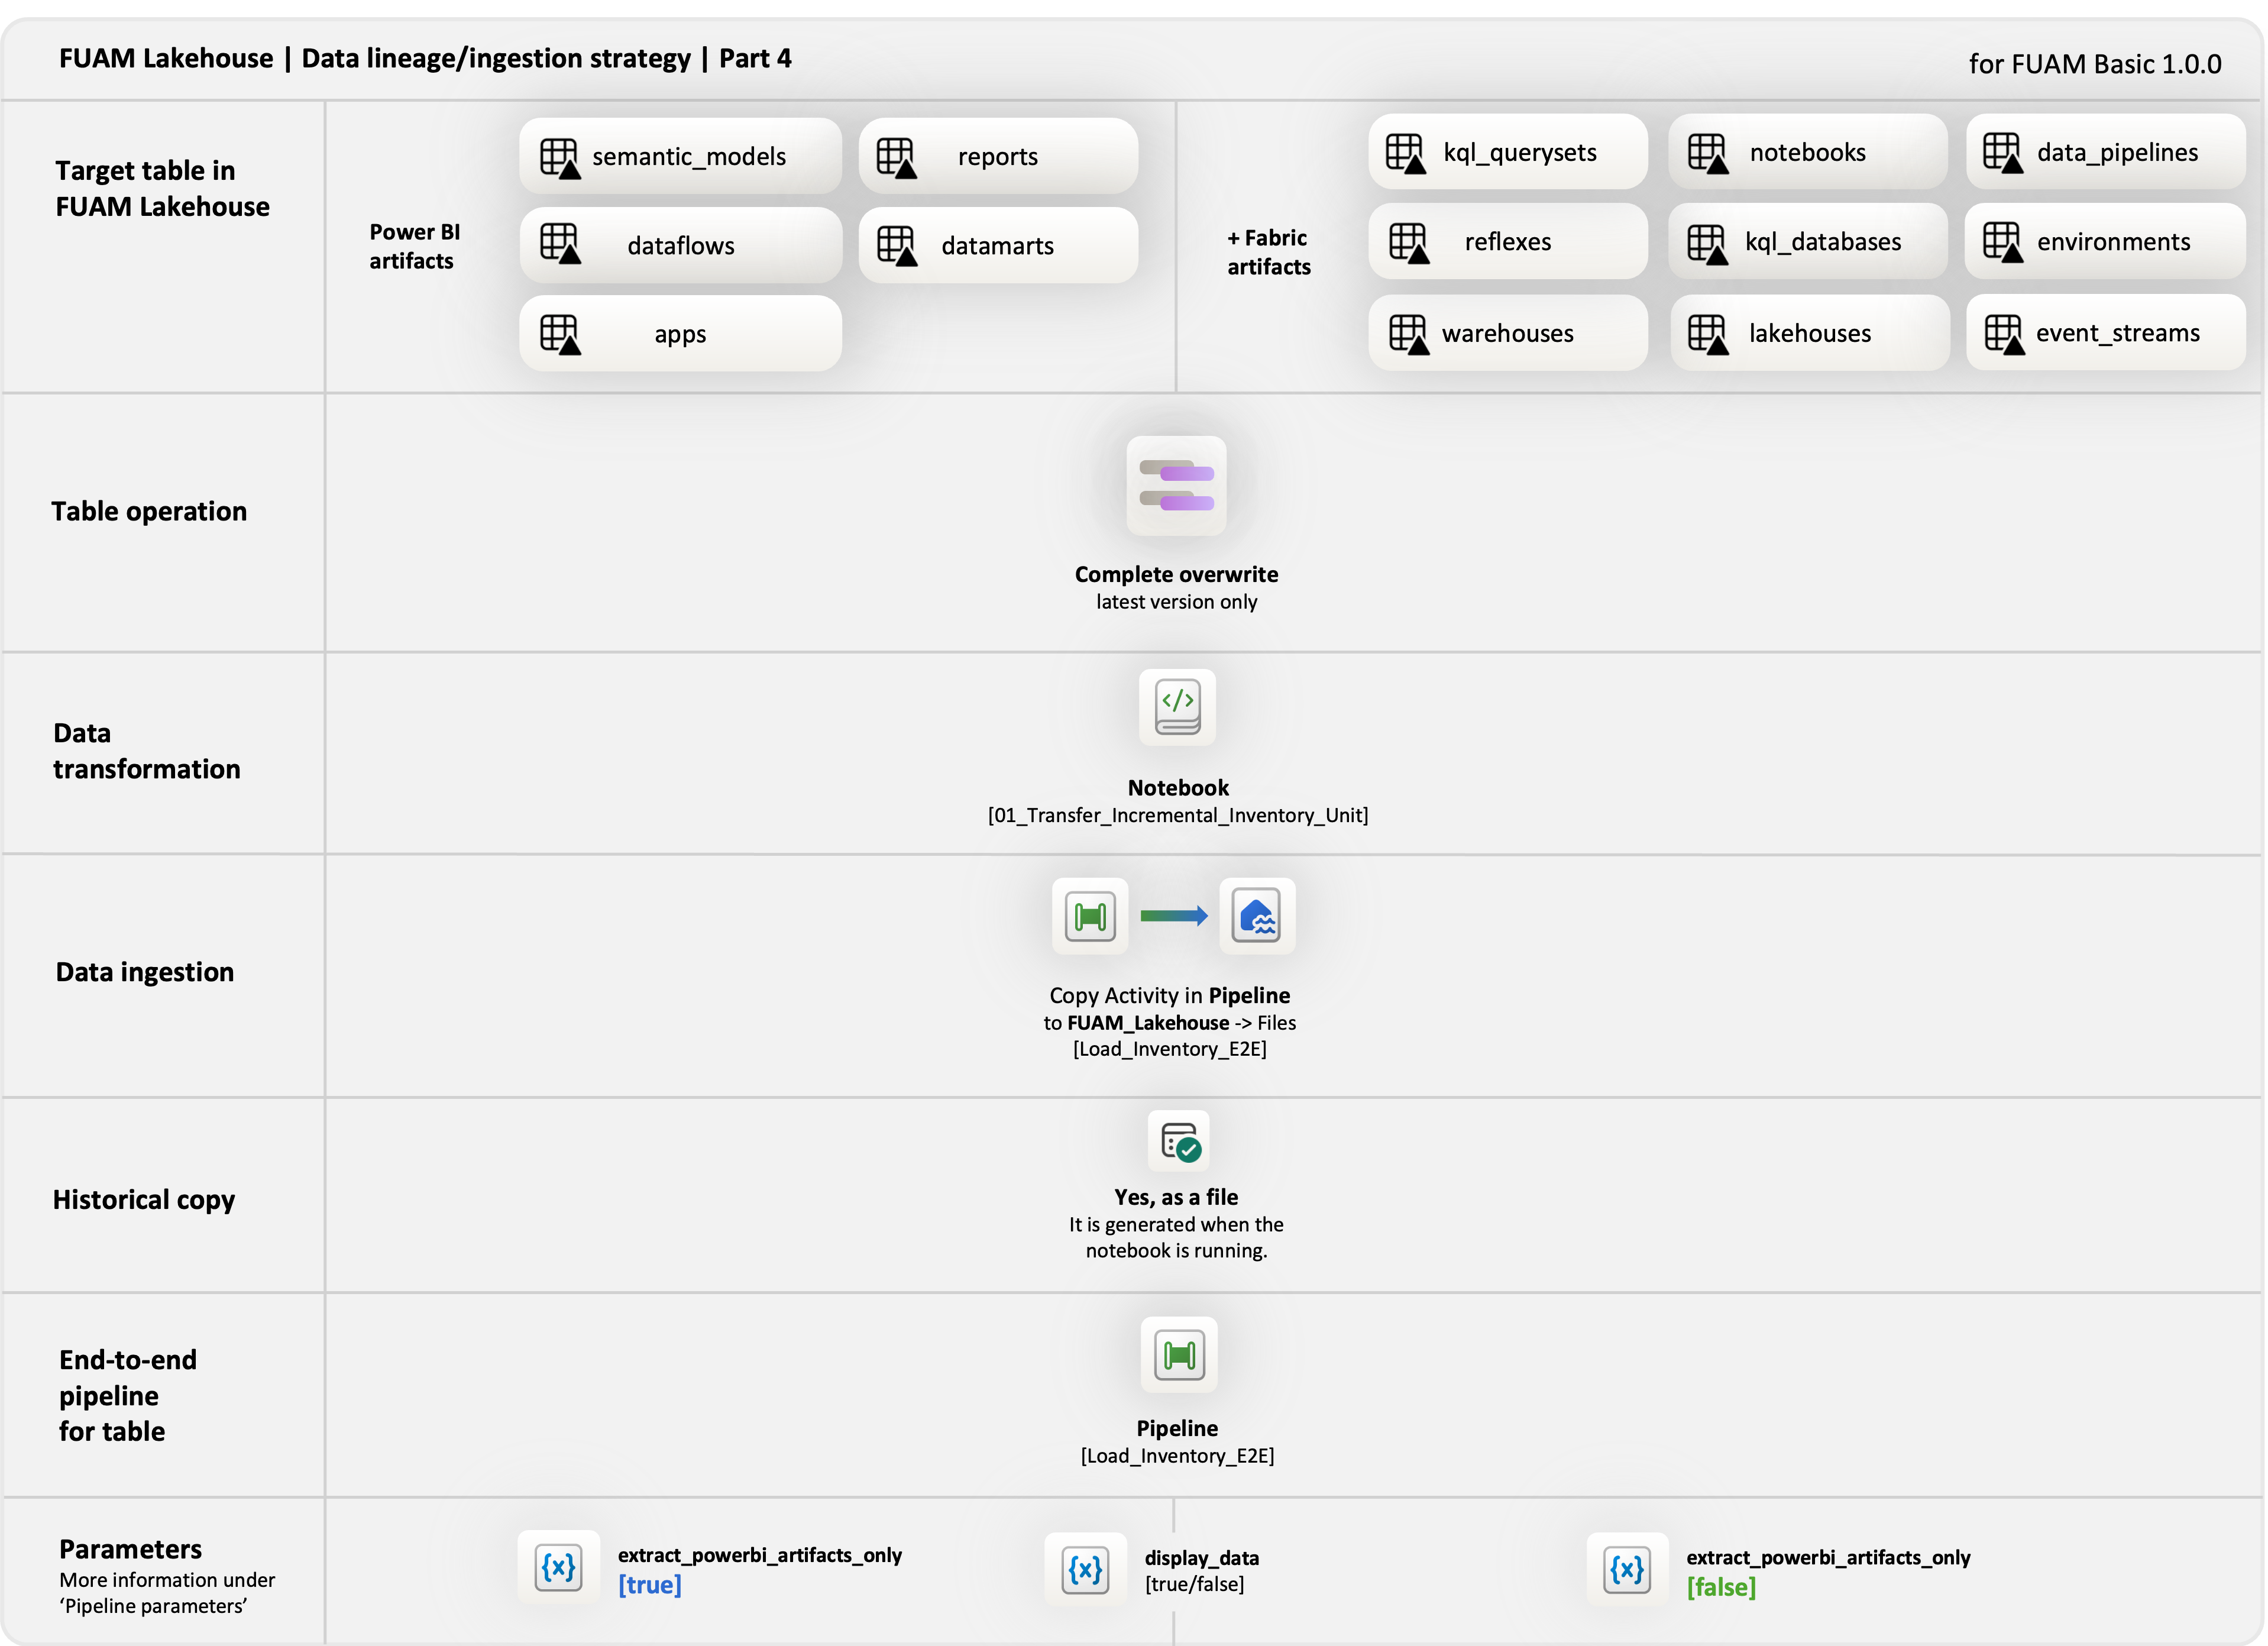 FUAM Lakehouse | Data lineage/ingestion strategy | Part 4
for FUAM Basic 1.0.0
Target table in
FUAM Lakehouse
Power BI
artifacts
semantic_models
reports
dataflows
datamarts
apps
+ Fabric
artifacts
kql_querysets
notebooks
data_pipelines
reflexes
kql_databases
environments
warehouses
lakehouses
event_streams
Table operation
Complete overwrite
latest version only
Data
transformation
Notebook
[01_Transfer_Incremental_Inventory_Unit]
Data ingestion
Copy Activity in Pipeline
to FUAM_Lakehouse -> Files
[Load_Inventory_E2E]
Historical copy
Yes, as a file
It is generated when the
notebook is running.
End-to-end
pipeline
for table
Pipeline
[Load_Inventory_E2E]
Parameters
More information under
‘Pipeline parameters’
{x}
extract_powerbi_artifacts_only
[true]
{x}
display_data
[true/false]
{x}
extract_powerbi_artifacts_only
[false]